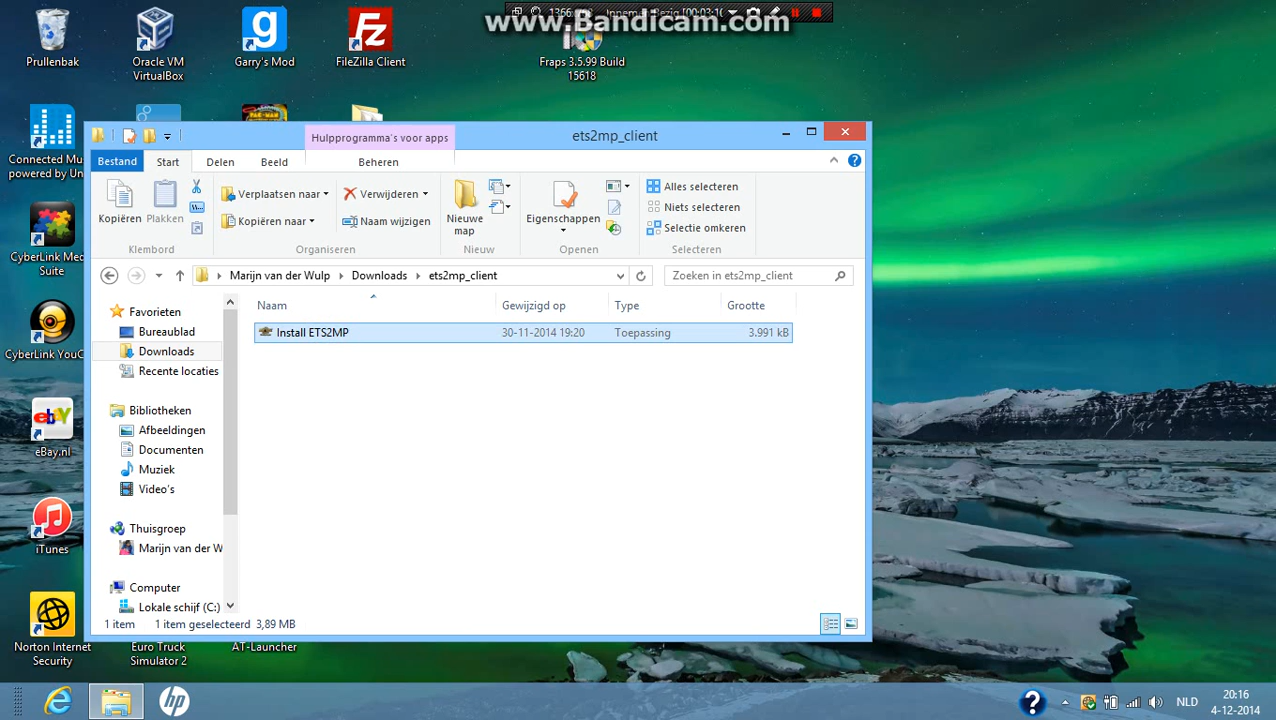 www.Bandicam.com
Prullenbak
Oracle VM
VirtualBox
Garry's Mod
FileZilla Client
Fraps 3.5.99 Build
15618
Connected Mu
powered by Un
CyberLink Med
Suite
CyberLink YouC
eBay.nl
iTunes
Norton Internet
Security
Euro Truck
Simulator 2
AT-Launcher
Hulpprogramma's voor apps
ets2mp_client
Bestand
Start
Delen
Beeld
Beheren
Kopiëren
Plakken
Klembord
Verplaatsen naar
Kopiëren naar
Verwijderen
Naam wijzigen
Organiseren
Nieuwe
map
Nieuw
Eigenschappen
Openen
Alles selecteren
Niets selecteren
Selectie omkeren
Selecteren
Marijn van der Wulp
Downloads
ets2mp_client
Zoeken in ets2mp_client
Naam
Gewijzigd op
Type
Grootte
Install ETS2MP
30-11-2014 19:20
Toepassing
3.991 kB
Favorieten
Bureaublad
Downloads
Recente locaties
Bibliotheken
Afbeeldingen
Documenten
Muziek
Video's
Thuisgroep
Marijn van der W
Computer
Lokale schijf (C:)
1 item
1 item geselecteerd 3,89 MB
hp
NLD
20:16
4-12-2014